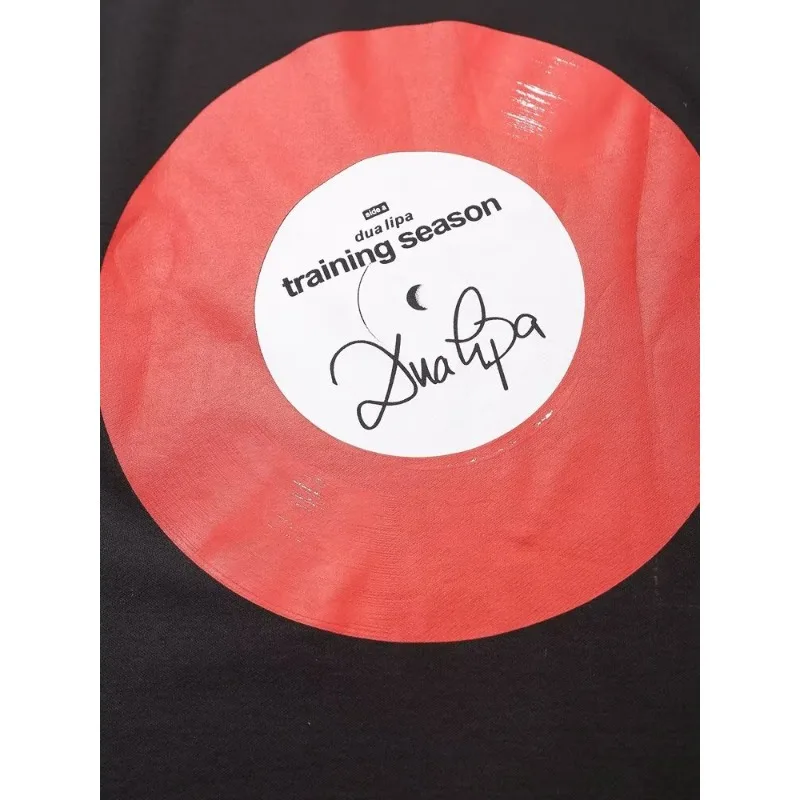 side a
dua lipa
training season
Dua Lipa